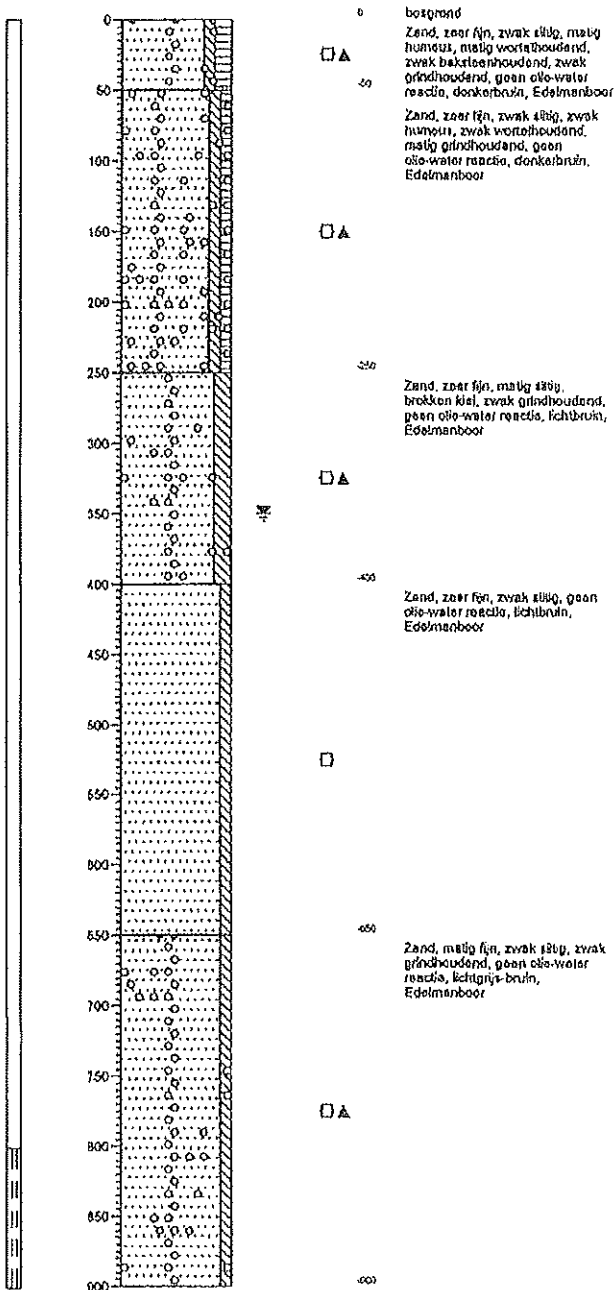 0
bosgrond
Zand, zeer fijn, zwak siltig, matig
humeus, matig wortelhoudend,
zwak baksteenhoudend, zwak
grindhoudend, geen olie-water
reactie, donkerbruin, Edelmanboor
-50
Zand, zeer fijn, zwak siltig, zwak
humeus, zwak wortelhoudend,
matig grindhoudend, geen
olie-water reactie, donkerbruin,
Edelmanboor
-250
Zand, zeer fijn, matig siltig,
brokken klei, zwak grindhoudend,
geen olie-water reactie, lichtbruin,
Edelmanboor
-400
Zand, zeer fijn, zwak siltig, geen
olie-water reactie, lichtbruin,
Edelmanboor
-650
Zand, matig fijn, zwak siltig, zwak
grindhoudend, geen olie-water
reactie, lichtgrijs-bruin,
Edelmanboor
-900
0
50
100
150
200
250
300
350
400
450
500
550
600
650
700
750
800
850
900